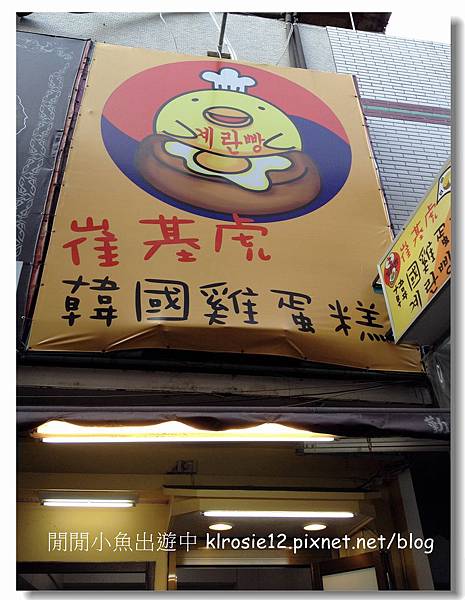 계란빵
崔基虎
韓國雞蛋糕
崔基虎
韓國雞蛋糕
계란빵
閒閒小魚出遊中 klrosie12.pixnet.net/blog